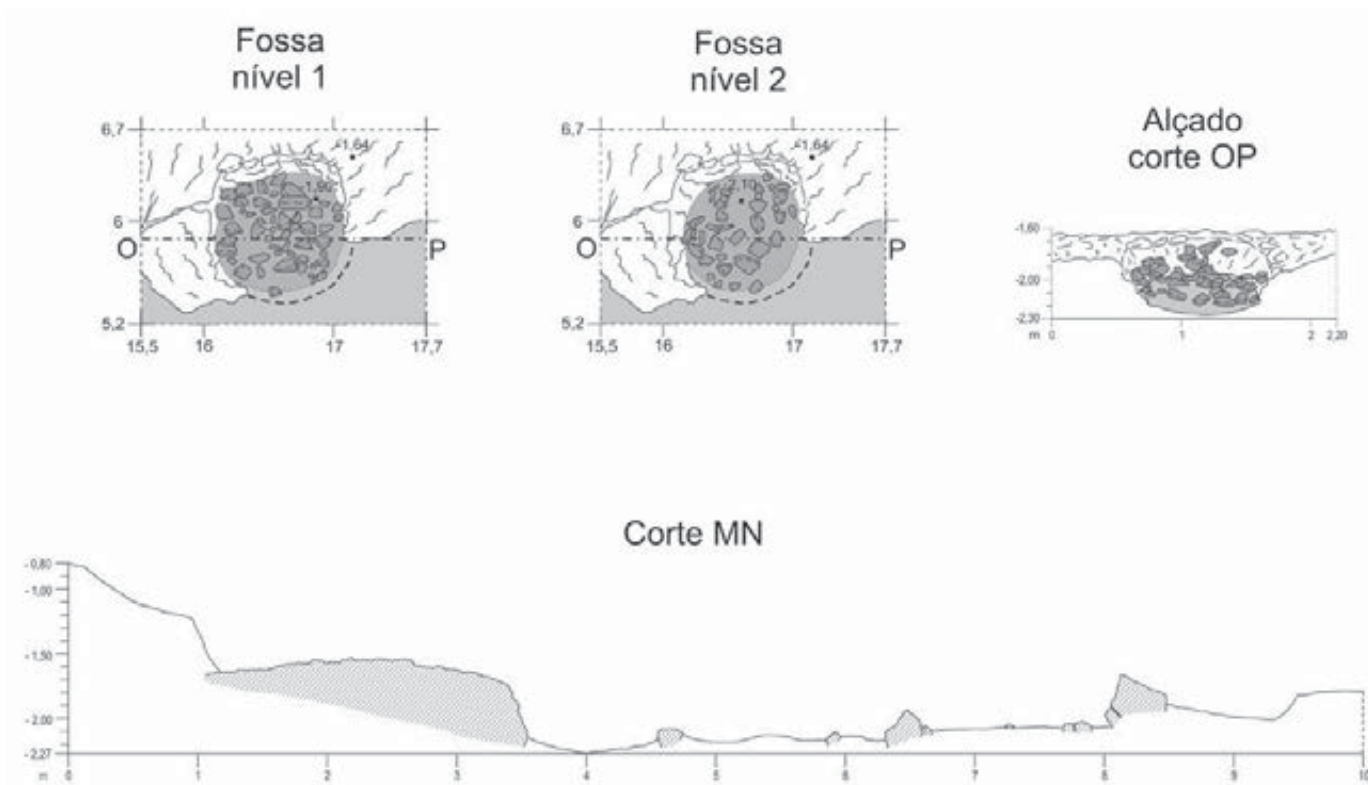 Fossa
nível 1
6,7
-1,64
-1,90
6
O P
5,2
15,5 16 17 17,7
Fossa
nível 2
6,7
-1,64
-2,10
6
O P
5,2
15,5 16 17 17,7
Alçado
corte OP
-1,60
-2,00
-2,30
m 0 1 2 2,20
Corte MN
- 0,80
- 1,00
- 1,50
- 2,00
- 2,27
m 0 1 2 3 4 5 6 7 8 9 10